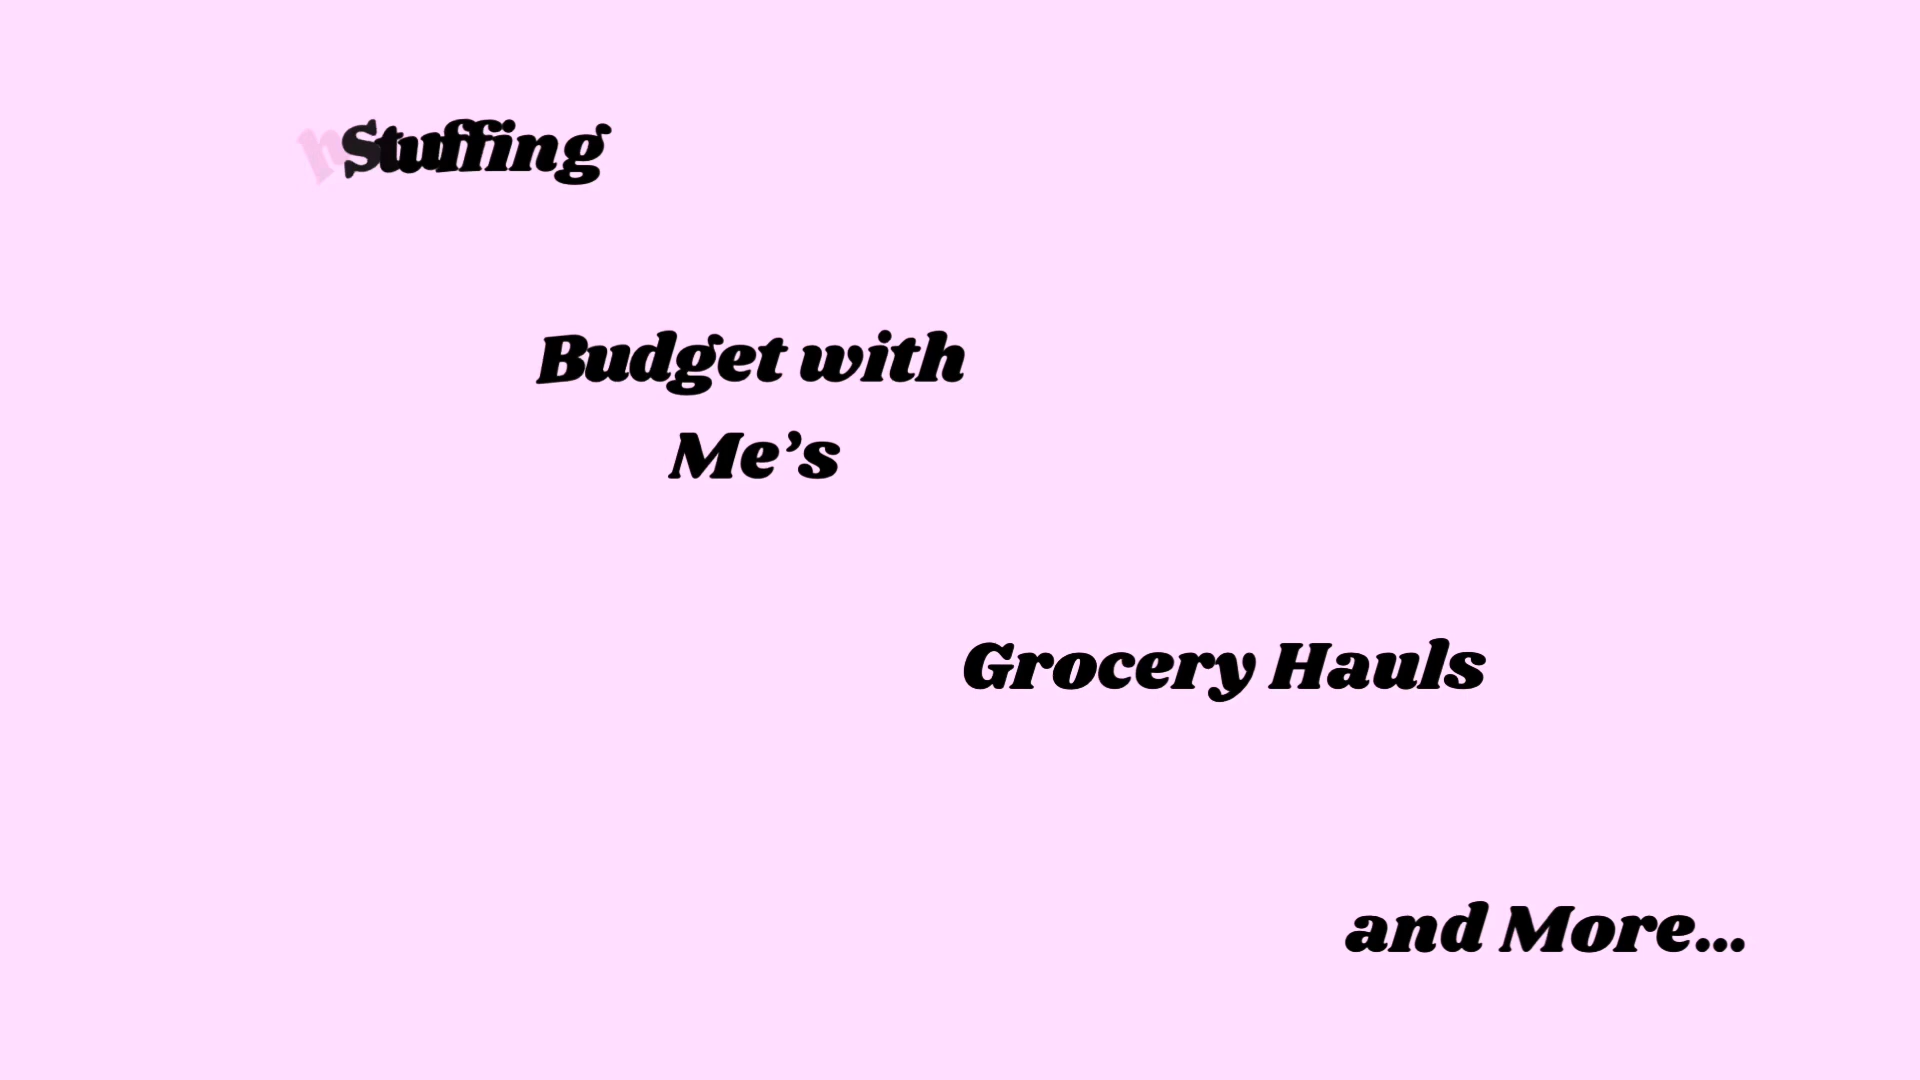 Stuffing
Budget with
Me’s
Grocery Hauls
and More...